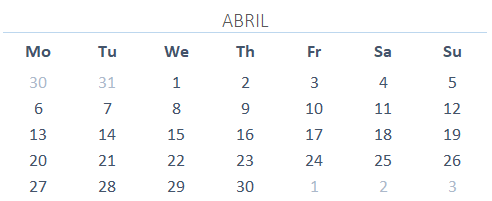 ABRIL
Mo Tu We Th Fr Sa Su
30 31 1 2 3 4 5
6 7 8 9 10 11 12
13 14 15 16 17 18 19
20 21 22 23 24 25 26
27 28 29 30 1 2 3